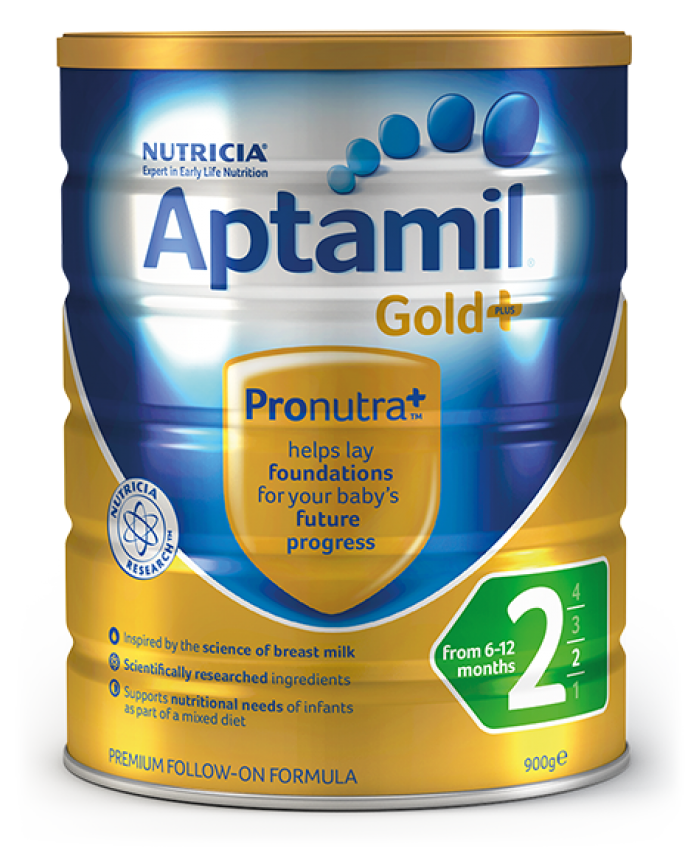 NUTRICIA®
Expert in Early Life Nutrition
Aptamil®
Gold+
PLUS
Pronutra+™
helps lay
foundations
for your baby's
future
progress
NUTRICIA
RESEARCH™
Inspired by the science of breast milk
Scientifically researched ingredients
Supports nutritional needs of infants
as part of a mixed diet
from 6-12
months
2
4
3
2
1
PREMIUM FOLLOW-ON FORMULA
900g℮